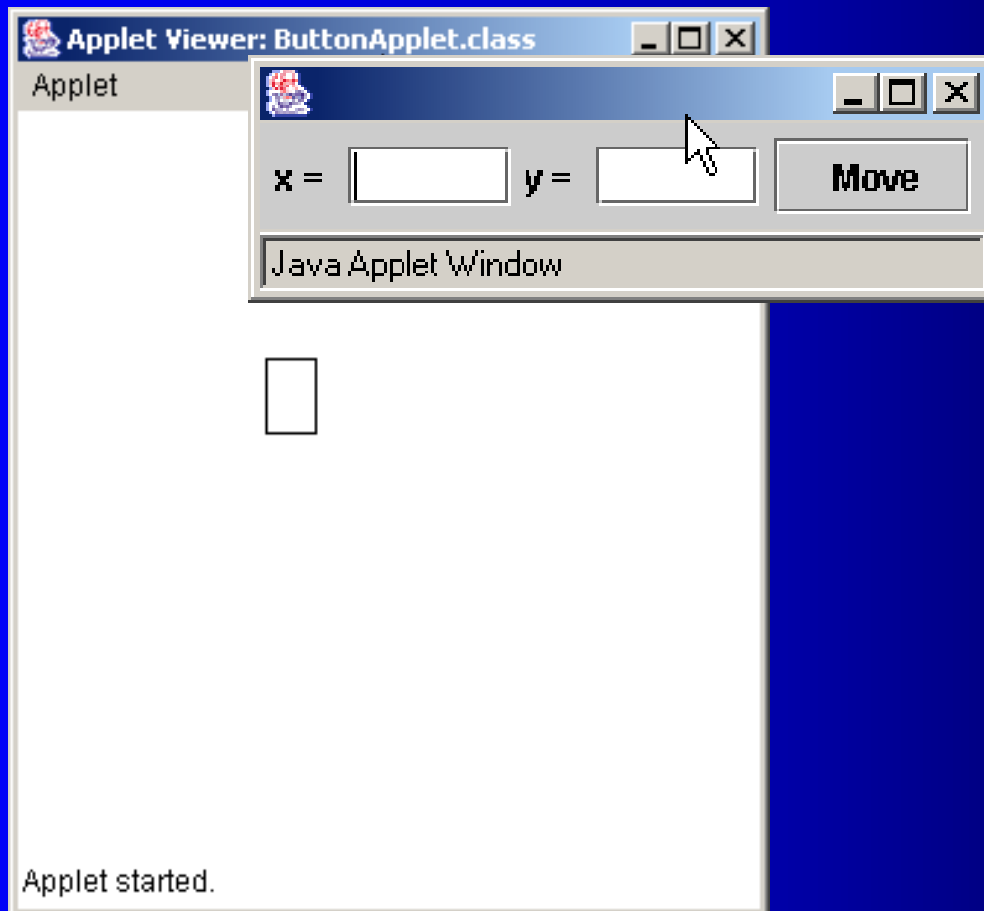 Applet Viewer: ButtonApplet.class
Applet
x = y = Move
Java Applet Window
Applet started.